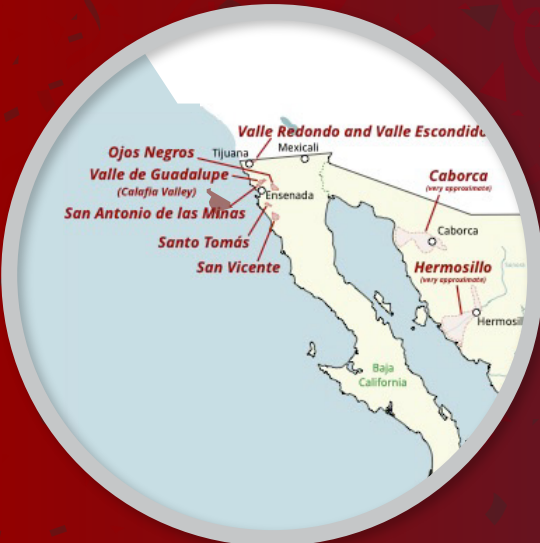 Valle Redondo and Valle Escondido
Ojos Negros
Tijuana
Mexicali
Valle de Guadalupe
(Calafia Valley)
Ensenada
San Antonio de las Minas
Santo Tomás
San Vicente
Caborca
(very approximate)
Caborca
Hermosillo
(very approximate)
Hermosil
Baja
California